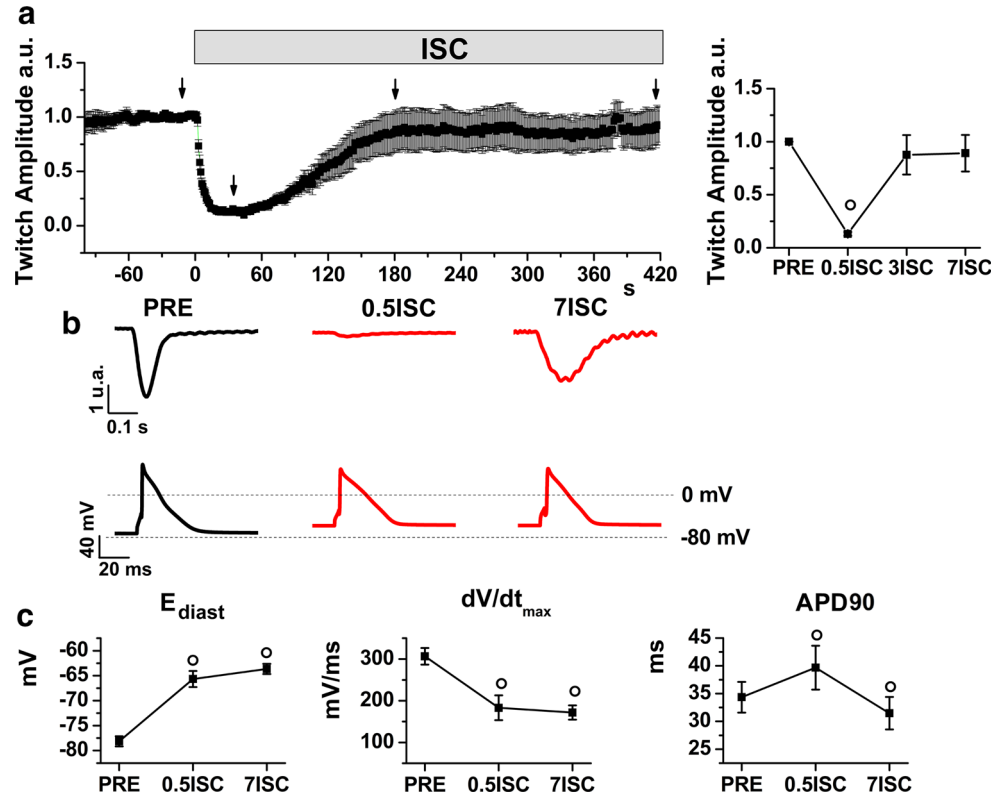 a
ISC
Twitch Amplitude a.u.
1.5
1.0
0.5
0.0
-60 0 60 120 180 240 300 360 420
s
Twitch Amplitude a.u.
1.5
1.0
0.5
0.0
PRE 0.5ISC 3ISC 7ISC
b
PRE 0.5ISC 7ISC
1 u.a.
0.1 s
0 mV
-80 mV
40 mV
20 ms
c
E diast
mV
-60
-65
-70
-75
-80
PRE 0.5ISC 7ISC
dV/dt max
mV/ms
300
200
100
PRE 0.5ISC 7ISC
APD90
ms
45
40
35
30
25
PRE 0.5ISC 7ISC